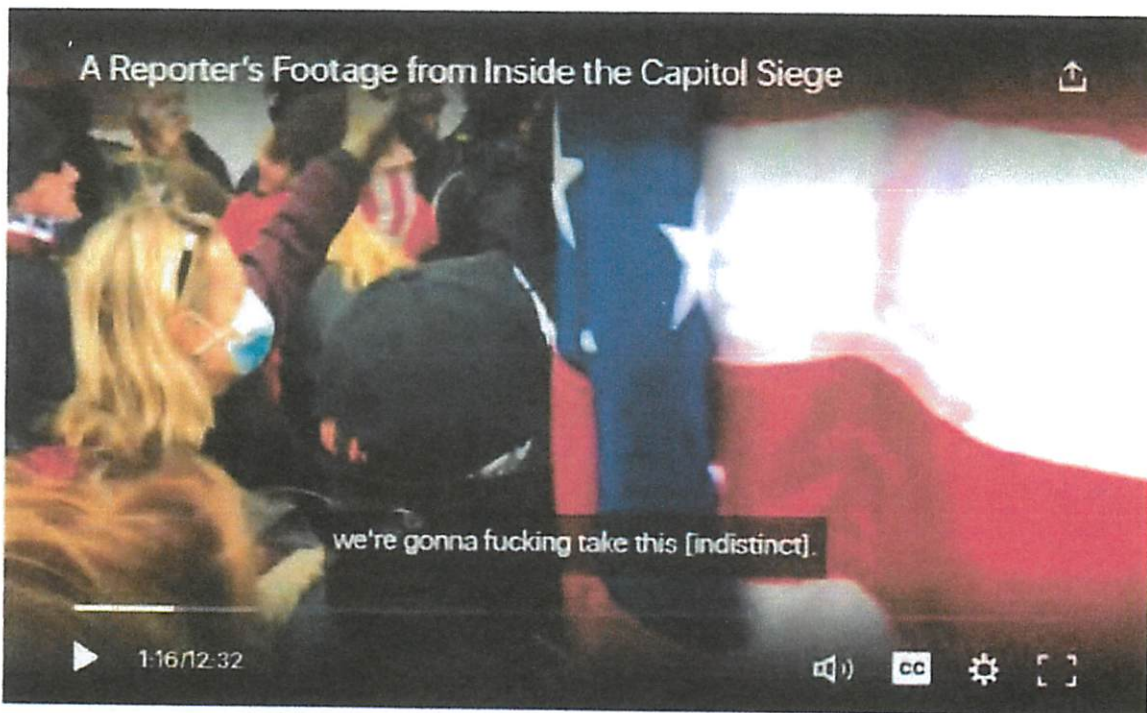 A Reporter's Footage from Inside the Capitol Siege
we're gonna fucking take this [indistinct].
1:16/12:32
CC